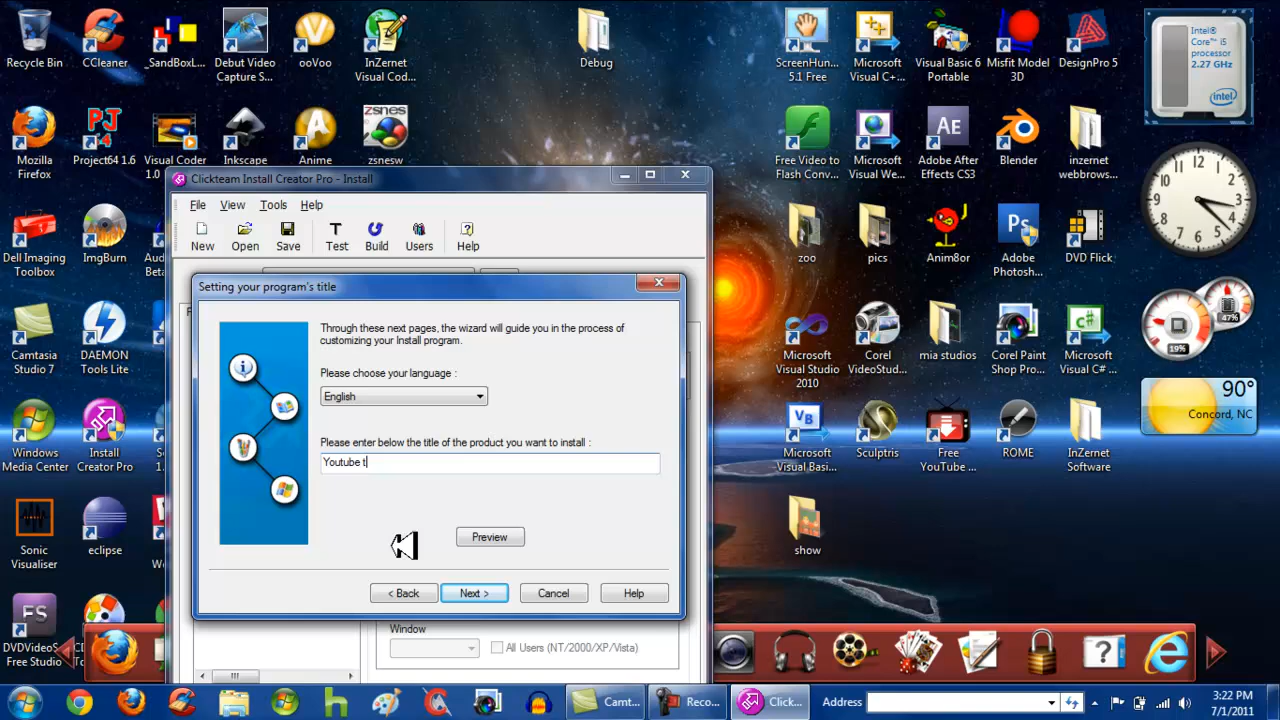 Recycle Bin
CCleaner
_SandBoxL...
Debut Video
Capture S...
ooVoo
InZernet
Visual Cod...
Debug
ScreenHun...
5.1 Free
Microsoft
Visual C+...
Visual Basic 6
Portable
Misfit Model
3D
DesignPro 5
Intel®
Core™ i5
processor
2.27 GHz
intel
Mozilla
Firefox
Project64 1.6
Visual Coder
1.0
Inkscape
Anime
zsnesw
Free Video to
Flash Conv...
Microsoft
Visual We...
Adobe After
Effects CS3
Blender
inzernet
webbrows...
Clickteam Install Creator Pro - Install
File View Tools Help
New Open Save Test Build Users Help
Dell Imaging
Toolbox
ImgBurn
zoo
pics
Anim8or
Adobe
Photosh...
DVD Flick
Setting your program's title
Through these next pages, the wizard will guide you in the process of
customizing your Install program.
Please choose your language :
English
Please enter below the title of the product you want to install :
Youtube t
Preview
< Back Next > Cancel Help
Camtasia
Studio 7
DAEMON
Tools Lite
Microsoft
Visual Studio
2010
Corel
VideoStud...
mia studios
Corel Paint
Shop Pro...
Microsoft
Visual C# ...
19%
47%
90°
Concord, NC
Windows
Media Center
Install
Creator Pro
Microsoft
Visual Basi...
Sculptris
Free
YouTube ...
ROME
InZernet
Software
Sonic
Visualiser
eclipse
show
FS
DVDVideoS...
Free Studio
Window
All Users (NT/2000/XP/Vista)
Camt...
Reco...
Click...
Address
3:22 PM
7/1/2011